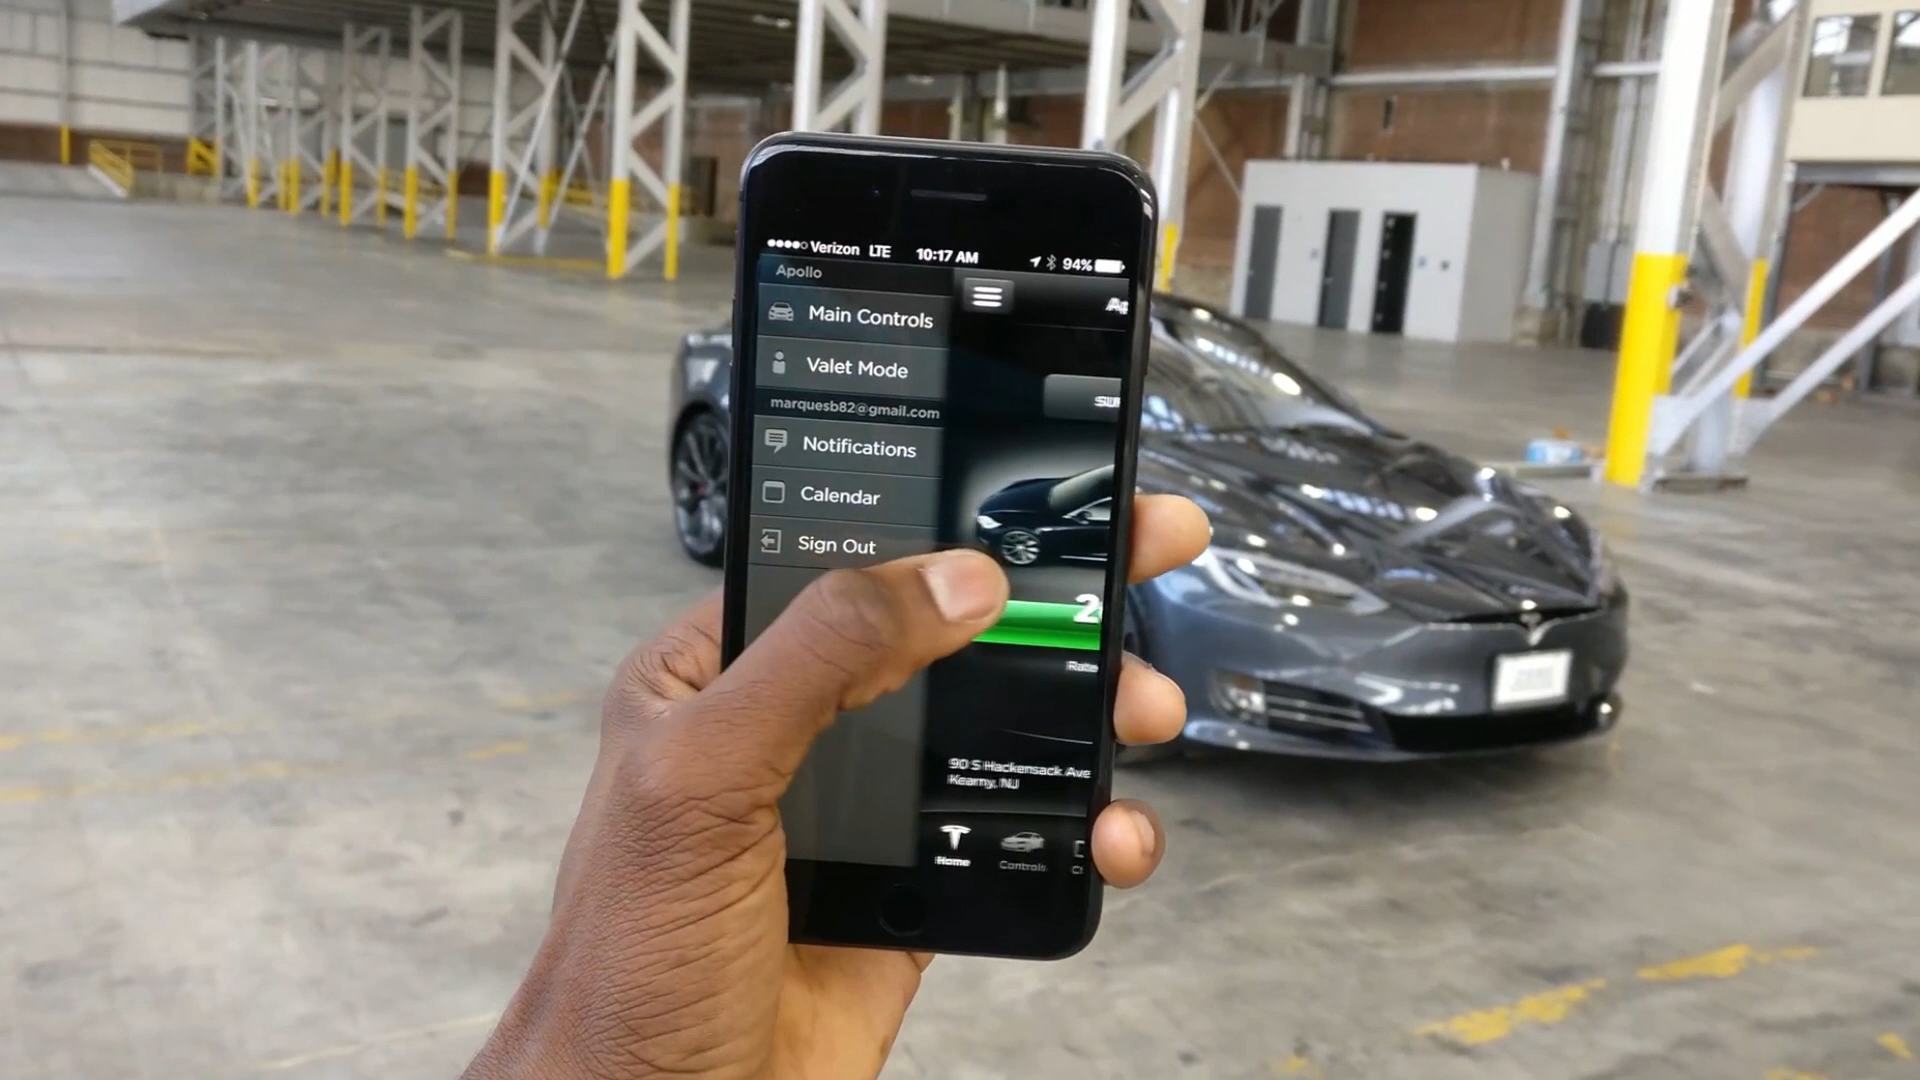 Verizon LTE 10:17 AM 94%
Apollo
Main Controls
Valet Mode
marquesb82@gmail.com
Notifications
Calendar
Sign Out
90 S Hackensack Ave
Kearny, NJ
Home Controls